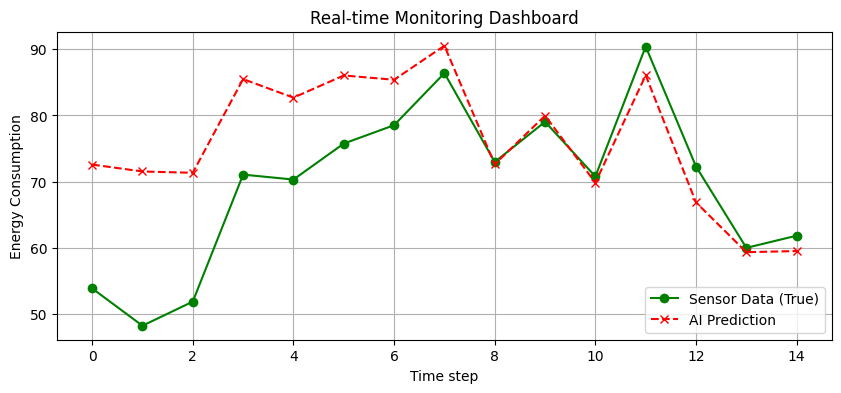 Real-time Monitoring Dashboard
Energy Consumption
90
80
70
60
50
0 2 4 6 8 10 12 14
Time step
Sensor Data (True)
AI Prediction